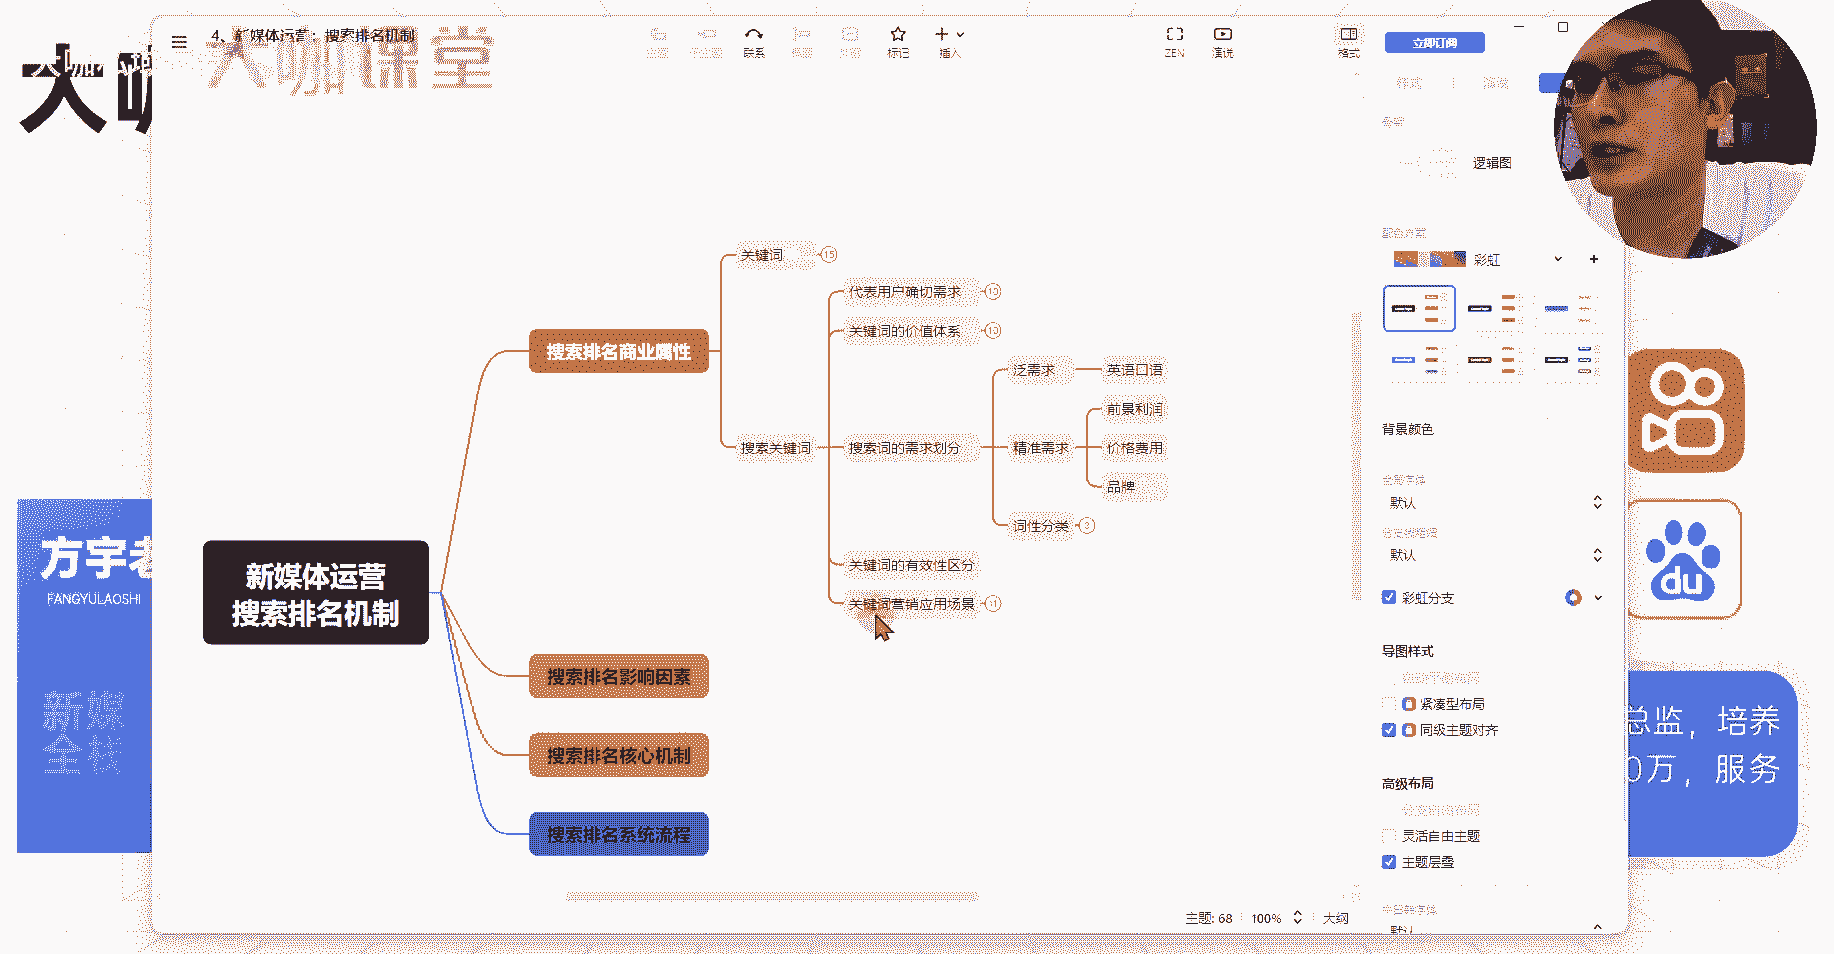 4、新媒体运营：搜索排名机制
大咖课堂
联系
标记
插入
ZEN
演说
格式
立即订阅
逻辑图
彩虹
背景颜色
默认
默认
彩虹分支
导图样式
紧凑型布局
同级主题对齐
高级布局
灵活自由主题
主题层叠
新媒体运营
搜索排名机制
搜索排名商业属性
关键词
15
搜索关键词
代表用户确切需求
10
关键词的价值体系
10
搜索词的需求划分
泛需求
英语口语
精准需求
前景利润
价格费用
品牌
词性分类
3
关键词的有效性区分
关键词营销应用场景
11
搜索排名影响因素
搜索排名核心机制
搜索排名系统流程
主题: 68
100%
大纲
方宇老
FANGYULAOSHI
新媒
全栈
du
总监，培养
0万，服务